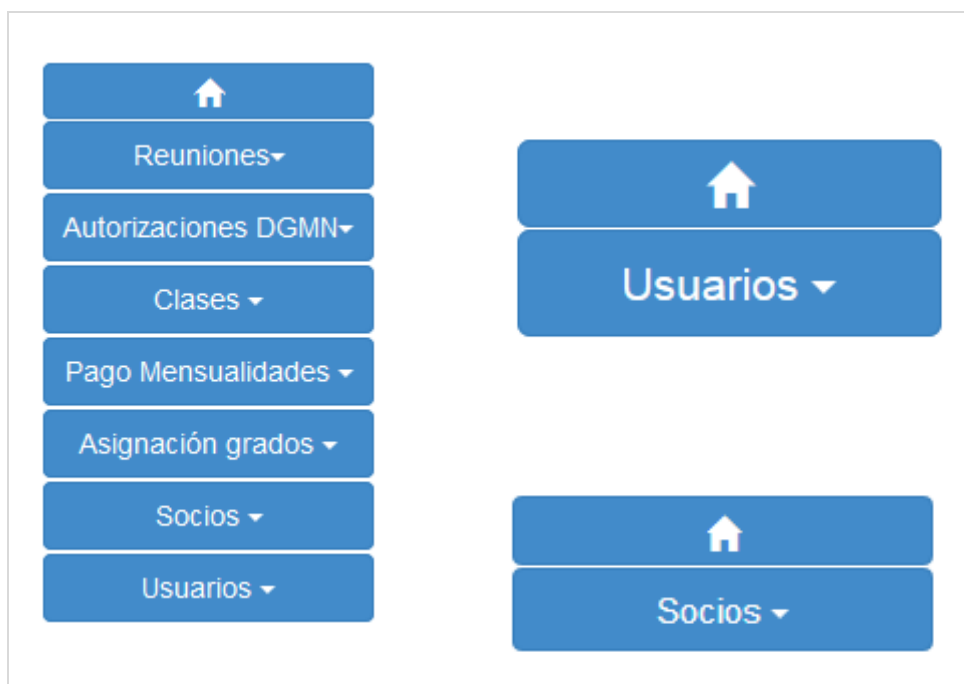 Reuniones
Autorizaciones DGMN
Clases
Pago Mensualidades
Asignación grados
Socios
Usuarios
Usuarios
Socios